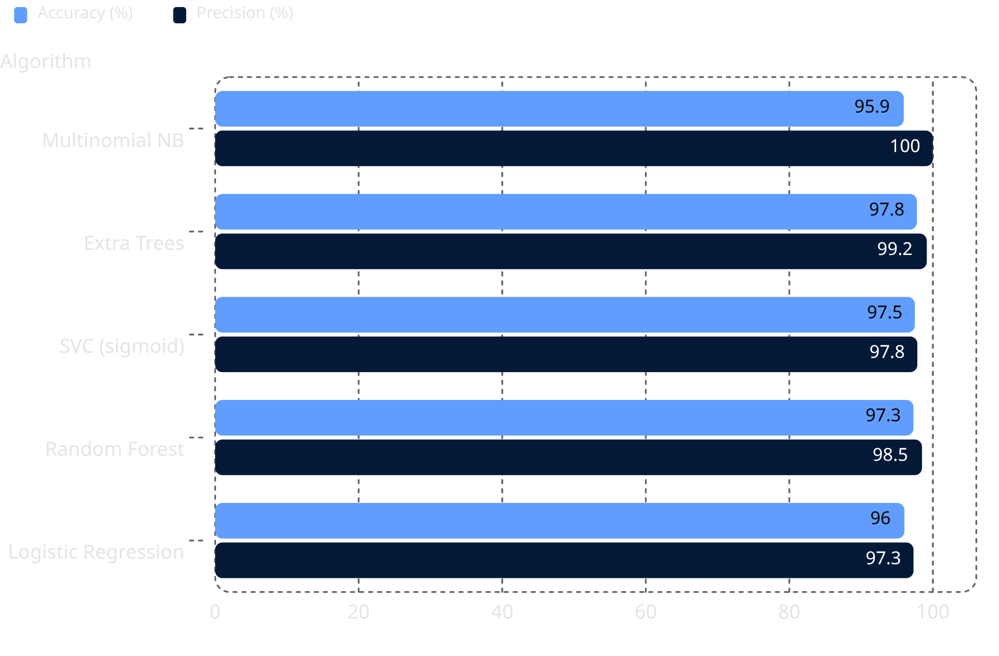 Accuracy (%) Precision (%)
Algorithm
95.9
Multinomial NB
100
97.8
Extra Trees
99.2
97.5
SVC (sigmoid)
97.8
97.3
Random Forest
98.5
96
Logistic Regression
97.3
0 20 40 60 80 100